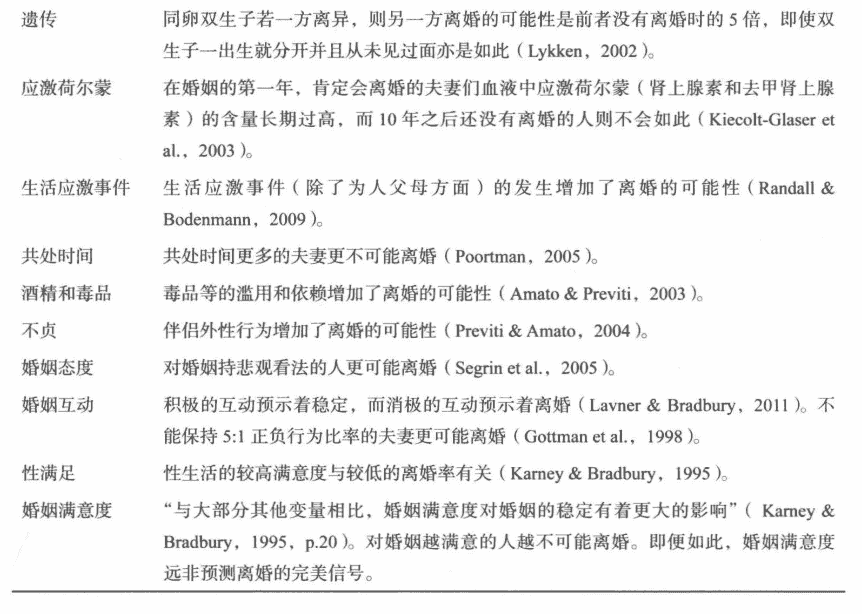 遗传 同卵双生子若一方离异，则另一方离婚的可能性是前者没有离婚时的 5 倍，即使双
生子一出生就分开并且从未见过面亦是如此（Lykken，2002）。
应激荷尔蒙 在婚姻的第一年，肯定会离婚的夫妻们血液中应激荷尔蒙（肾上腺素和去甲肾上腺
素）的含量长期过高，而 10 年之后还没有离婚的人则不会如此（Kiecolt-Glaser et
al.，2003）。
生活应激事件 生活应激事件（除了为人父母方面）的发生增加了离婚的可能性（Randall &
Bodenmann，2009）。
共处时间 共处时间更多的夫妻更不可能离婚（Poortman，2005）。
酒精和毒品 毒品等的滥用和依赖增加了离婚的可能性（Amato & Previti，2003）。
不贞 伴侣外性行为增加了离婚的可能性（Previti & Amato，2004）。
婚姻态度 对婚姻持悲观看法的人更可能离婚（Segrin et al.，2005）。
婚姻互动 积极的互动预示着稳定，而消极的互动预示着离婚（Lavner & Bradbury，2011）。不
能保持 5:1 正负行为比率的夫妻更可能离婚（Gottman et al.，1998）。
性满足 性生活的较高满意度与较低的离婚率有关（Karney & Bradbury，1995）。
婚姻满意度 “与大部分其他变量相比，婚姻满意度对婚姻的稳定有着更大的影响”（ Karney &
Bradbury，1995，p.20）。对婚姻越满意的人越不可能离婚。即便如此，婚姻满意度
远非预测离婚的完美信号。